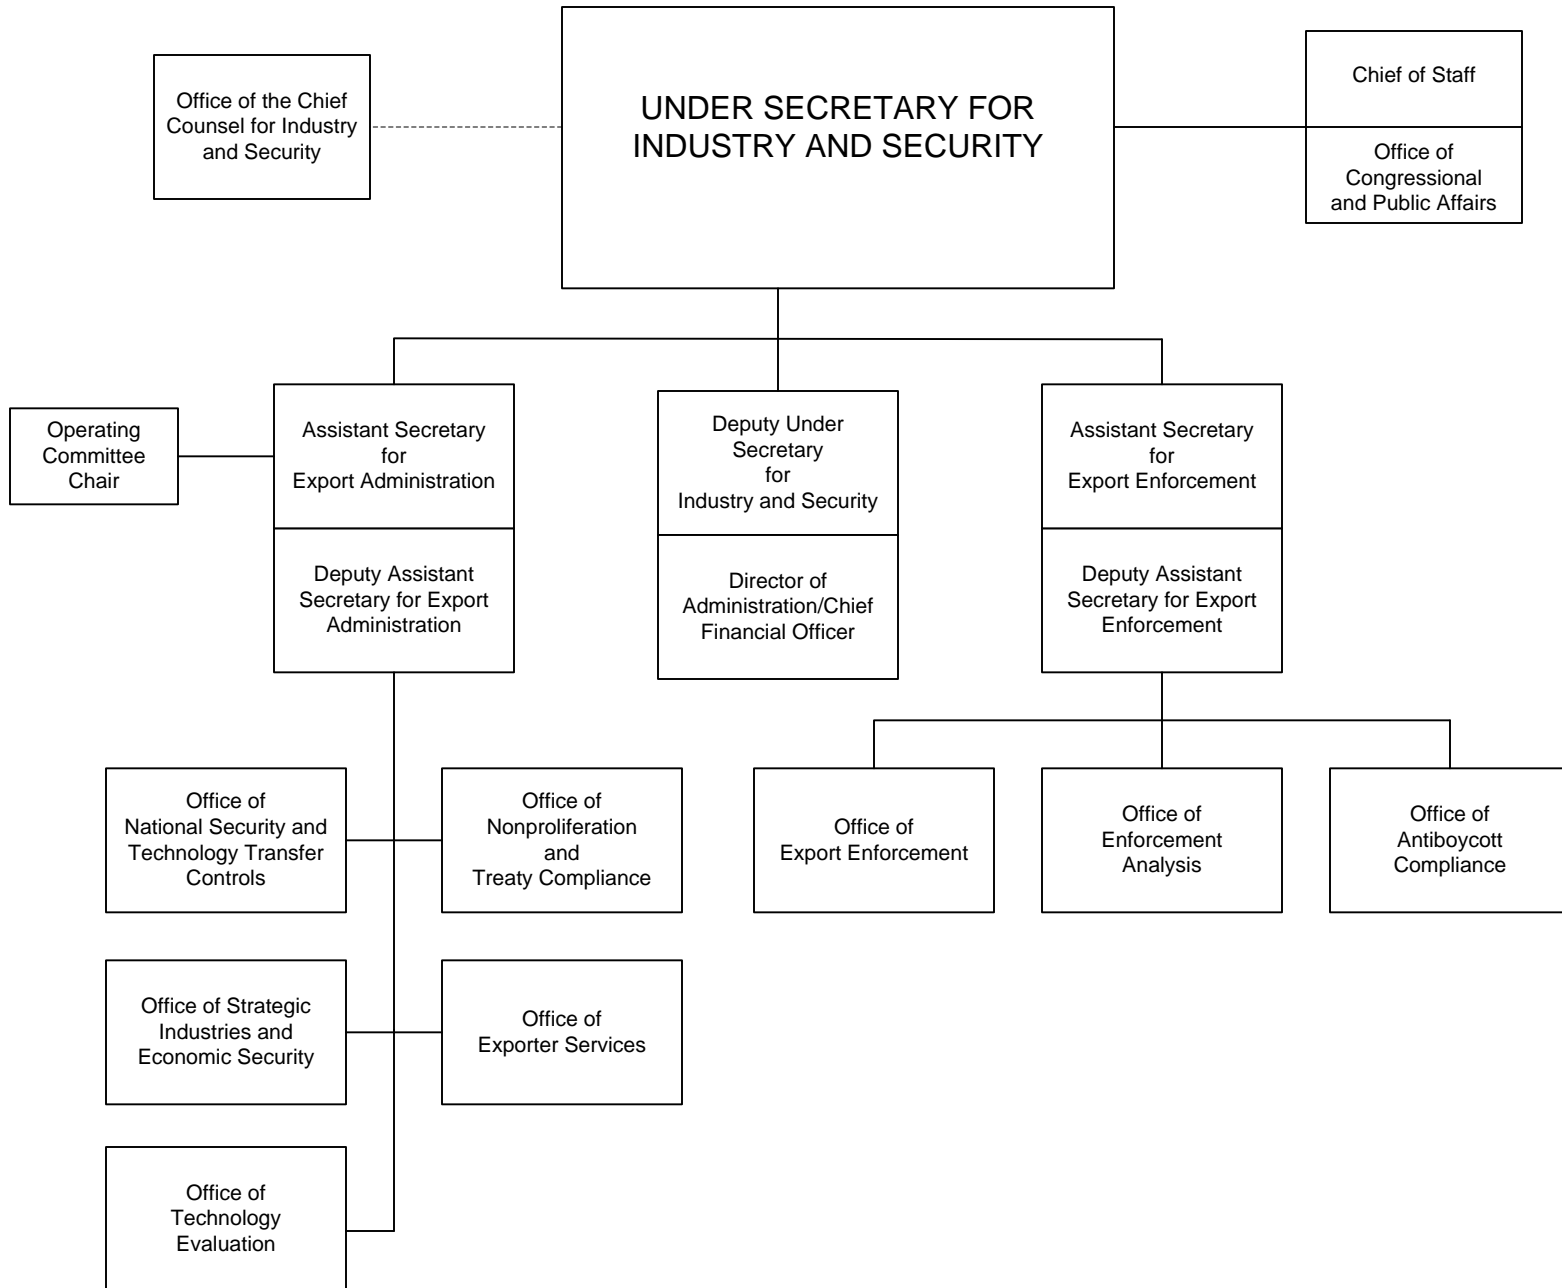 Office of the Chief
Counsel for Industry
and Security
UNDER SECRETARY FOR
INDUSTRY AND SECURITY
Chief of Staff
Office of
Congressional
and Public Affairs
Operating
Committee
Chair
Assistant Secretary
for
Export Administration
Deputy Assistant
Secretary for Export
Administration
Deputy Under
Secretary
for
Industry and Security
Director of
Administration/Chief
Financial Officer
Assistant Secretary
for
Export Enforcement
Deputy Assistant
Secretary for Export
Enforcement
Office of
National Security and
Technology Transfer
Controls
Office of
Nonproliferation
and
Treaty Compliance
Office of
Export Enforcement
Office of
Enforcement
Analysis
Office of
Antiboycott
Compliance
Office of Strategic
Industries and
Economic Security
Office of
Exporter Services
Office of
Technology
Evaluation